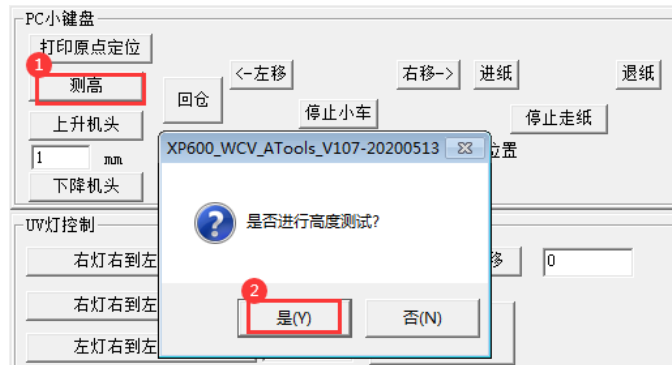 PC小键盘
打印原点定位
1
测高
回仓
<-左移
右移->
进纸
退纸
上升机头
停止小车
停止走纸
1 mm
位置
下降机头
XP600_WCV_ATools_V107-20200513
是否进行高度测试?
2
是(Y)
否(N)
UV灯控制
右灯右到左
移
0
右灯右到左
左灯右到左